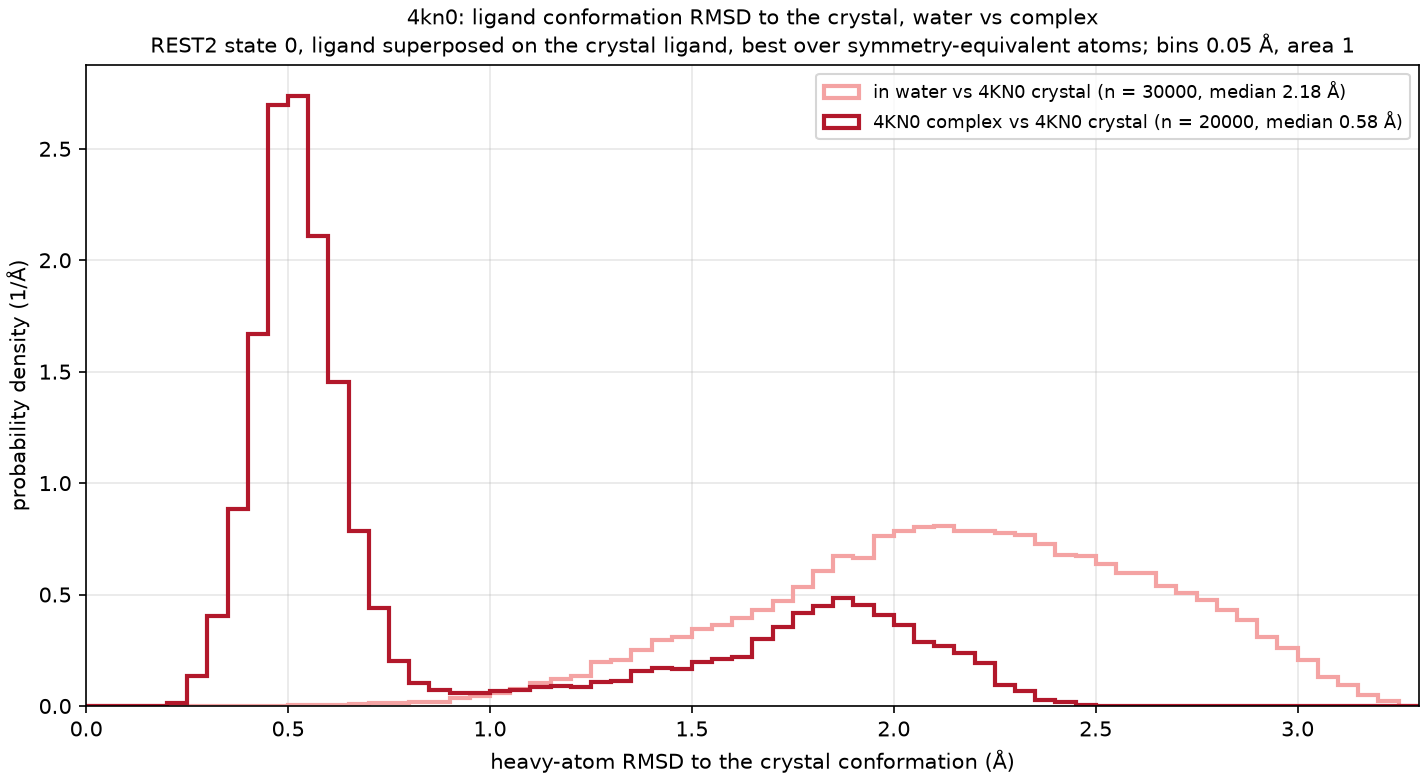 4kn0: ligand conformation RMSD to the crystal, water vs complex
REST2 state 0, ligand superposed on the crystal ligand, best over symmetry-equivalent atoms; bins 0.05 Å, area 1
in water vs 4KN0 crystal (n = 30000, median 2.18 Å)
4KN0 complex vs 4KN0 crystal (n = 20000, median 0.58 Å)
probability density (1/Å)
2.5
2.0
1.5
1.0
0.5
0.0
0.0 0.5 1.0 1.5 2.0 2.5 3.0
heavy-atom RMSD to the crystal conformation (Å)